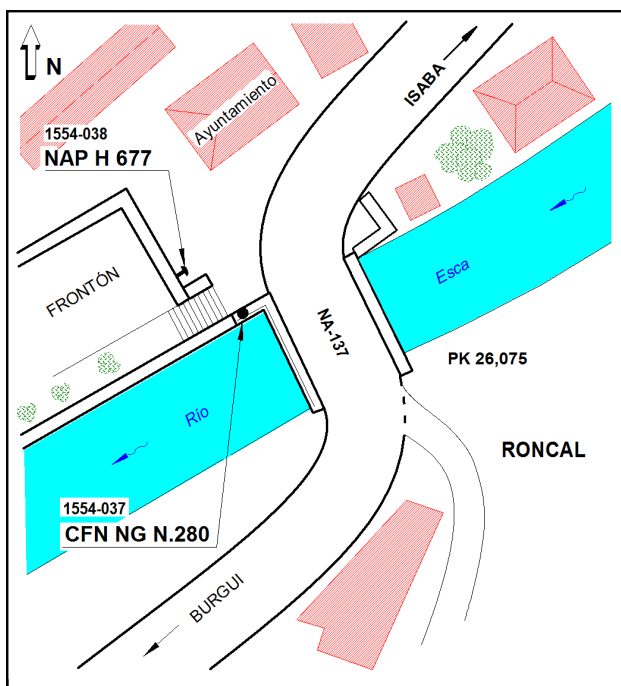 N
ISABA
Ayuntamiento
1554-038
NAP H 677
FRONTÓN
Esca
NA-137
PK 26,075
Río
RONCAL
1554-037
CFN NG N.280
BURGUI